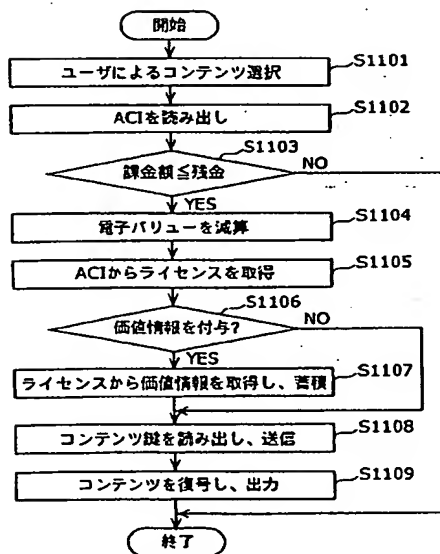 開始
ユーザによるコンテンツ選択
S1101
ACIを読み出し
S1102
S1103
課金額≦残金
NO
YES
電子バリューを減算
S1104
ACIからライセンスを取得
S1105
S1106
価値情報を付与?
NO
YES
ライセンスから価値情報を取得し、蓄積
S1107
コンテンツ鍵を読み出し、送信
S1108
コンテンツを復号し、出力
S1109
終了